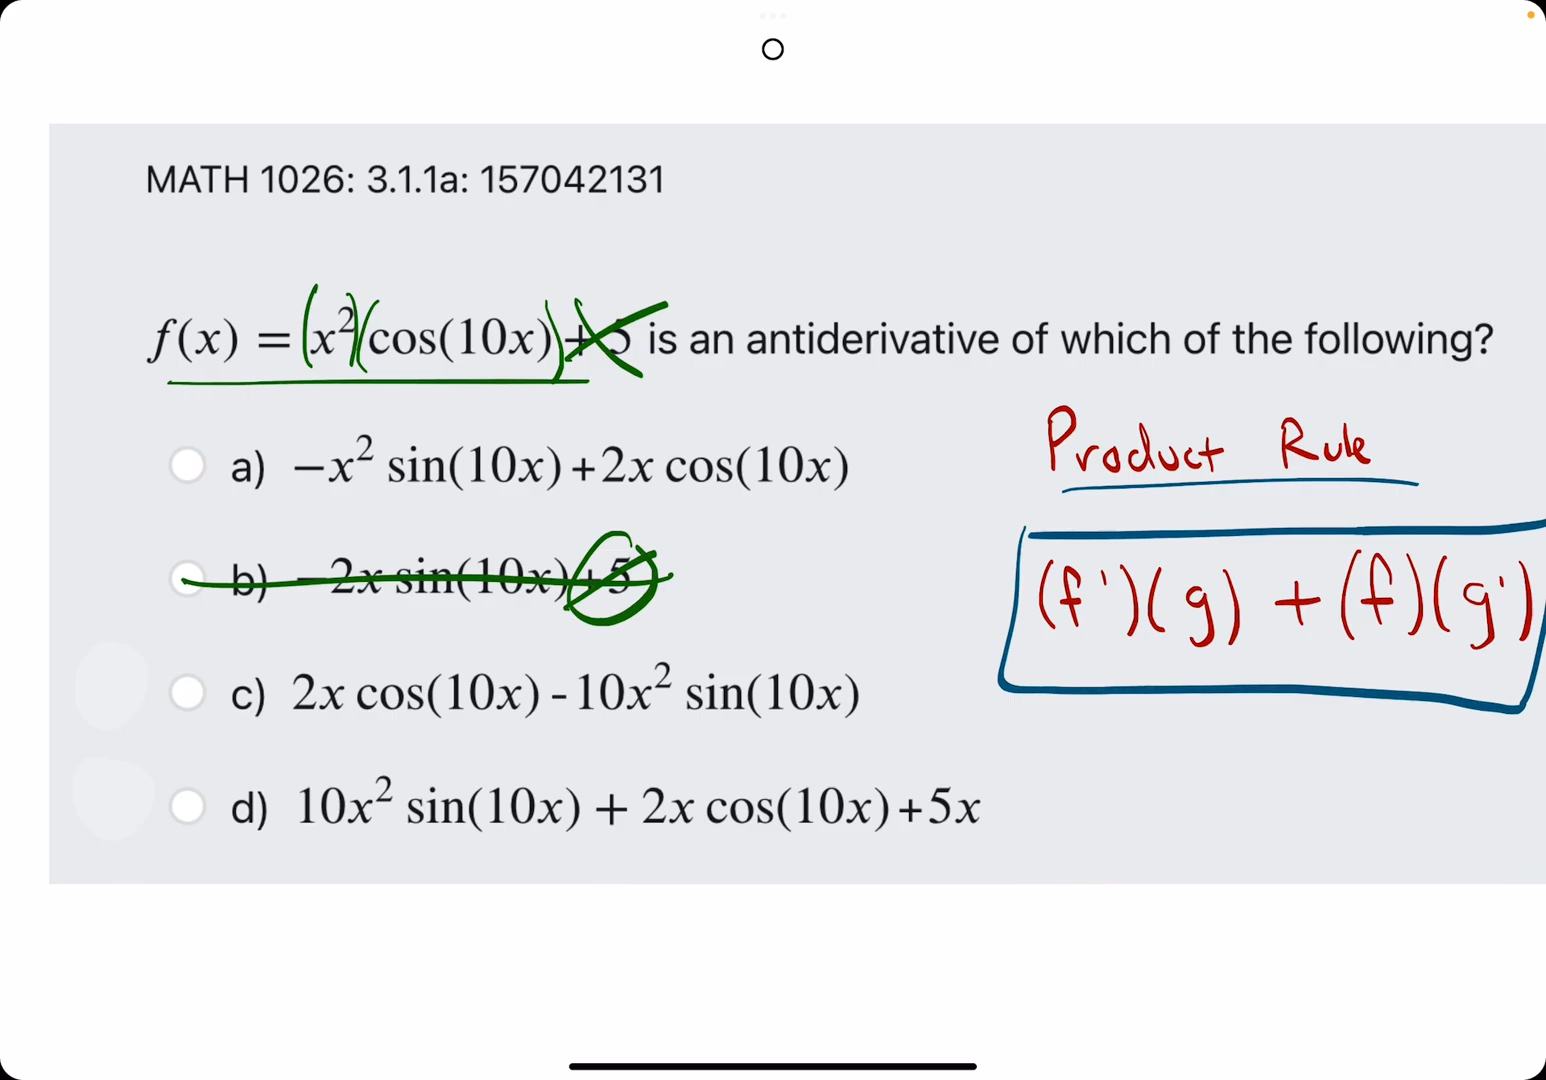 MATH 1026: 3.1.1a: 157042131
f(x) = (x²)(cos(10x)) + 5 is an antiderivative of which of the following?
a) −x² sin(10x)+2x cos(10x)
Product Rule
b) −2x sin(10x)+5
(f')(g) + (f)(g')
c) 2x cos(10x) - 10x² sin(10x)
d) 10x² sin(10x) + 2x cos(10x)+5x